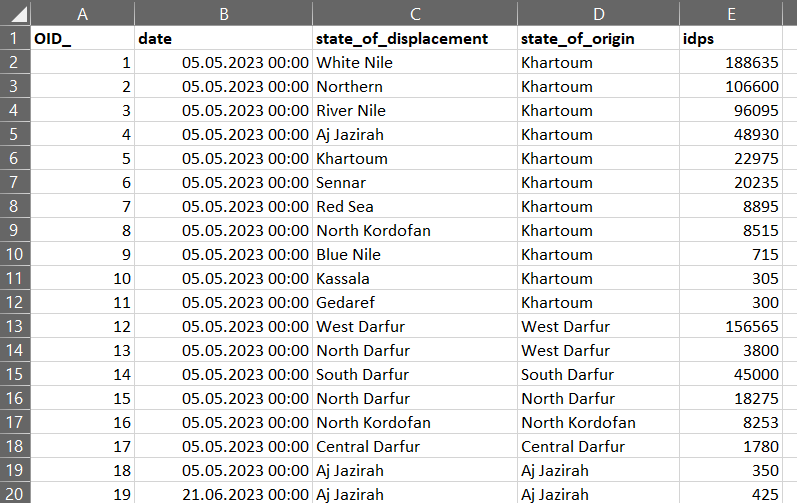 A B C D E
1 OID_ date state_of_displacement state_of_origin idps
2 1 05.05.2023 00:00 White Nile Khartoum 188635
3 2 05.05.2023 00:00 Northern Khartoum 106600
4 3 05.05.2023 00:00 River Nile Khartoum 96095
5 4 05.05.2023 00:00 Aj Jazirah Khartoum 48930
6 5 05.05.2023 00:00 Khartoum Khartoum 22975
7 6 05.05.2023 00:00 Sennar Khartoum 20235
8 7 05.05.2023 00:00 Red Sea Khartoum 8895
9 8 05.05.2023 00:00 North Kordofan Khartoum 8515
10 9 05.05.2023 00:00 Blue Nile Khartoum 715
11 10 05.05.2023 00:00 Kassala Khartoum 305
12 11 05.05.2023 00:00 Gedaref Khartoum 300
13 12 05.05.2023 00:00 West Darfur West Darfur 156565
14 13 05.05.2023 00:00 North Darfur West Darfur 3800
15 14 05.05.2023 00:00 South Darfur South Darfur 45000
16 15 05.05.2023 00:00 North Darfur North Darfur 18275
17 16 05.05.2023 00:00 North Kordofan North Kordofan 8253
18 17 05.05.2023 00:00 Central Darfur Central Darfur 1780
19 18 05.05.2023 00:00 Aj Jazirah Aj Jazirah 350
20 19 21.06.2023 00:00 Aj Jazirah Aj Jazirah 425